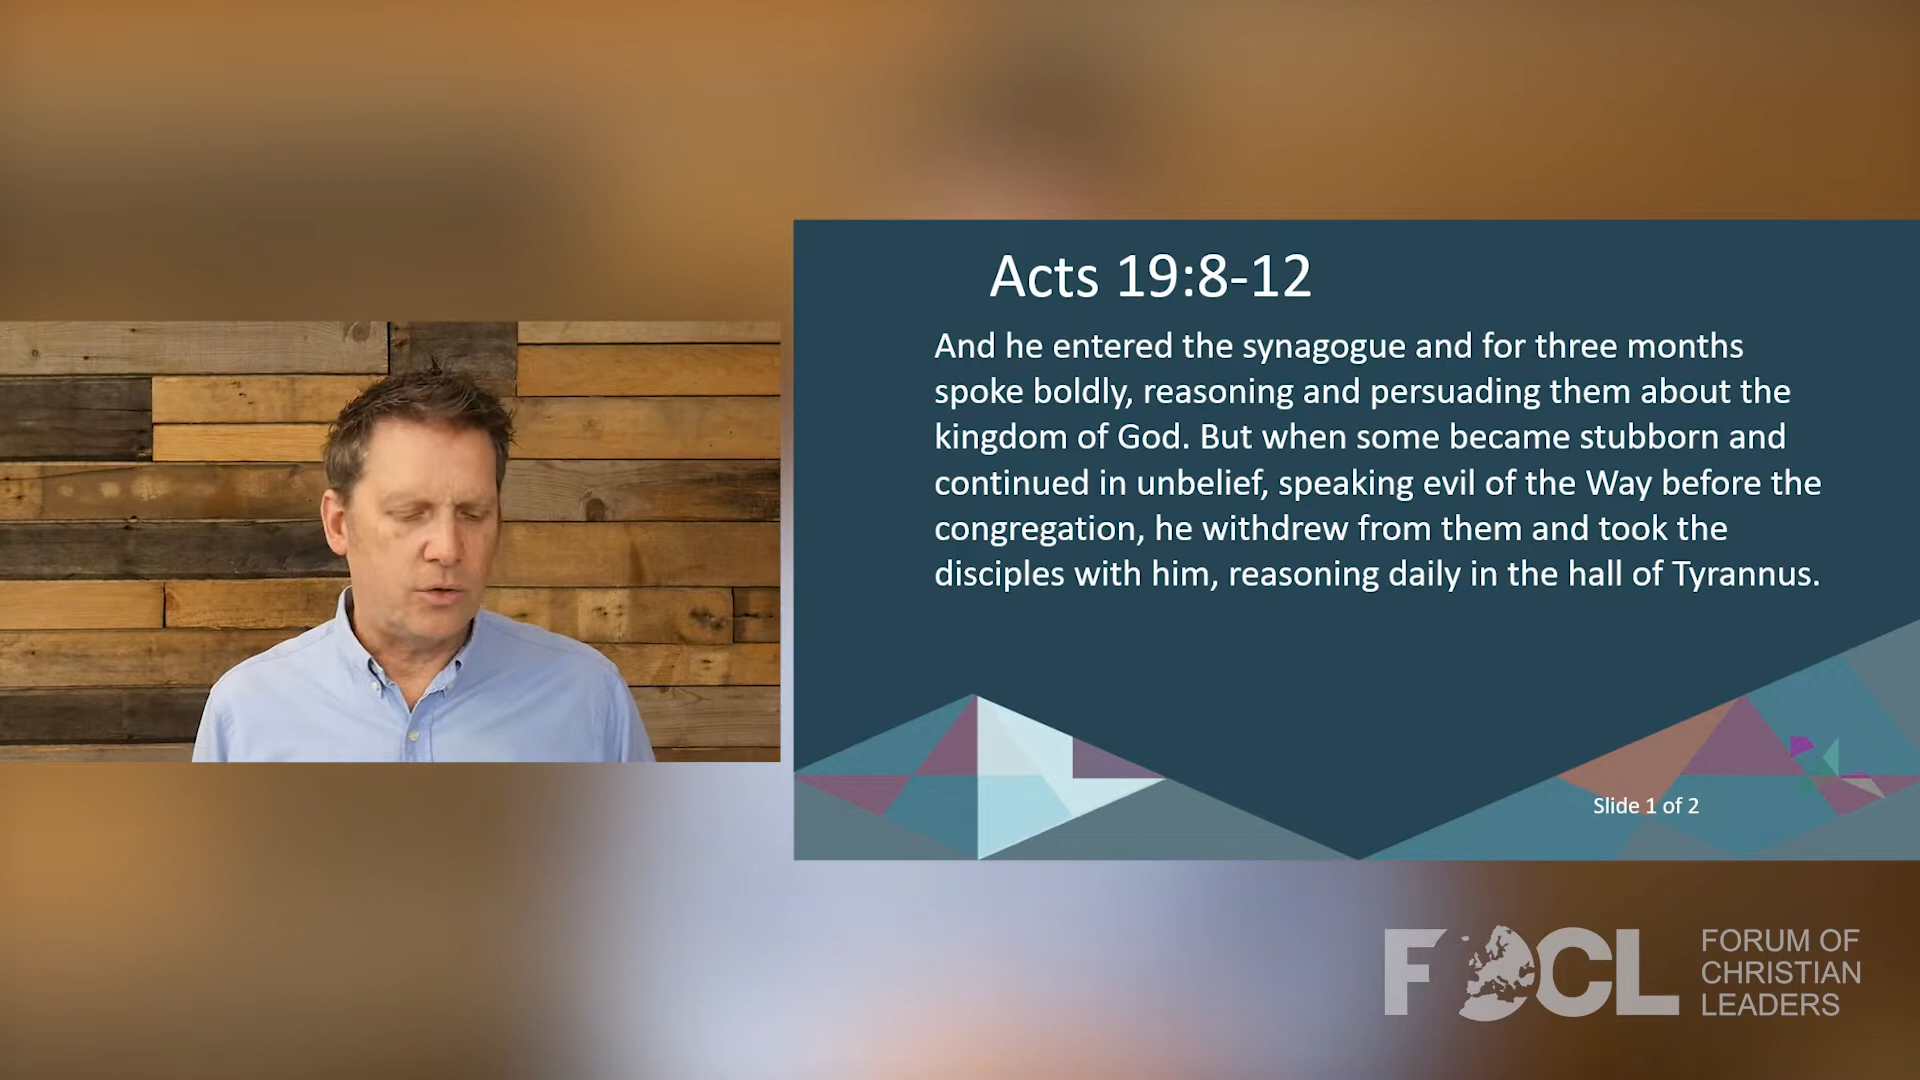 Acts 19:8-12
And he entered the synagogue and for three months
spoke boldly, reasoning and persuading them about the
kingdom of God. But when some became stubborn and
continued in unbelief, speaking evil of the Way before the
congregation, he withdrew from them and took the
disciples with him, reasoning daily in the hall of Tyrannus.
Slide 1 of 2
FOCL
FORUM OF
CHRISTIAN
LEADERS